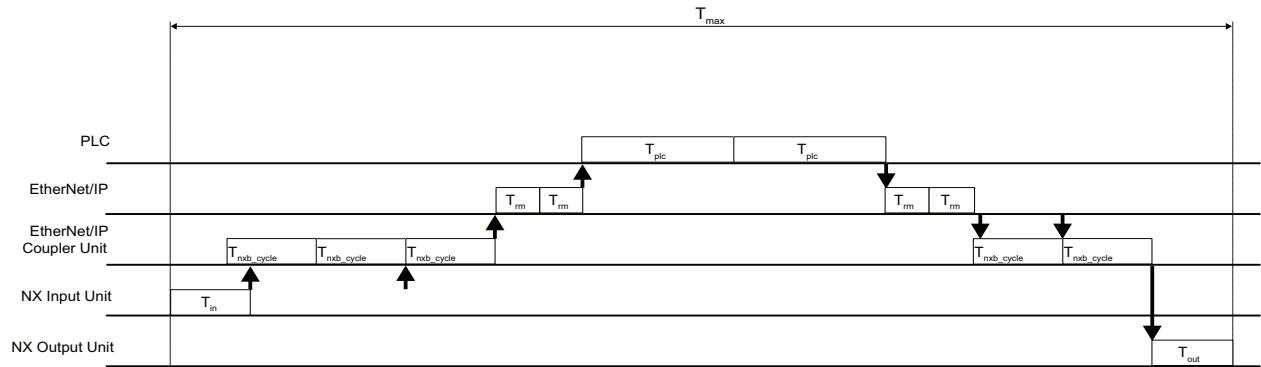 Tmax
PLC
Tplc Tplc
EtherNet/IP
Trm Trm Trm Trm
EtherNet/IP
Coupler Unit
Tnxb_cycle Tnxb_cycle Tnxb_cycle Tnxb_cycle Tnxb_cycle
NX Input Unit
Tin
NX Output Unit
Tout